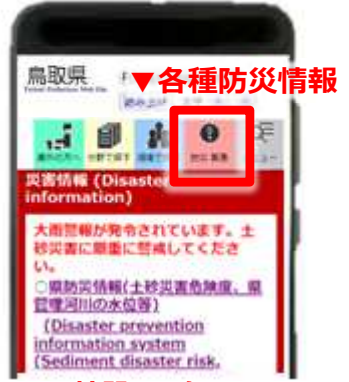 鳥取県
▼各種防災情報
災害情報 (Disaster
information)
大雨警報が発令されています。土
砂災害に厳重に警戒してくださ
い。
○県防災情報(土砂災害危険度、県
管理河川の水位等)
(Disaster prevention
information system
(Sediment disaster risk,